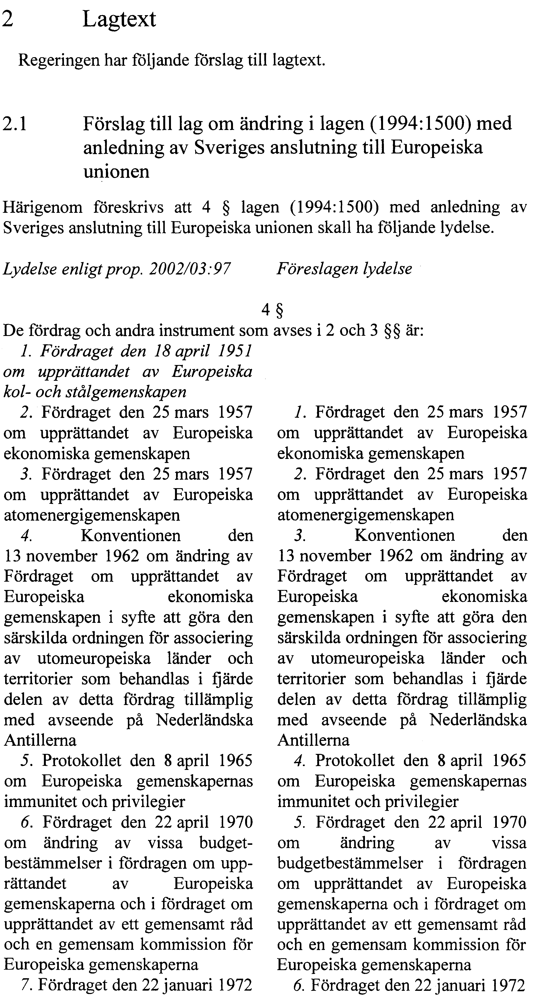 2 Lagtext
Regeringen har följande förslag till lagtext.
2.1 Förslag till lag om ändring i lagen (1994:1500) med
anledning av Sveriges anslutning till Europeiska
unionen
Härigenom föreskrivs att 4 § lagen (1994:1500) med anledning av
Sveriges anslutning till Europeiska unionen skall ha följande lydelse.
Lydelse enligt prop. 2002/03:97
Föreslagen lydelse
4 §
De fördrag och andra instrument som avses i 2 och 3 §§ är:
1. Fördraget den 18 april 1951
om upprättandet av Europeiska
kol- och stålgemenskapen
2. Fördraget den 25 mars 1957
om upprättandet av Europeiska
ekonomiska gemenskapen
3. Fördraget den 25 mars 1957
om upprättandet av Europeiska
atomenergigemenskapen
4. Konventionen den
13 november 1962 om ändring av
Fördraget om upprättandet av
Europeiska ekonomiska
gemenskapen i syfte att göra den
särskilda ordningen för associering
av utomeuropeiska länder och
territorier som behandlas i fjärde
delen av detta fördrag tillämplig
med avseende på Nederländska
Antillerna
5. Protokollet den 8 april 1965
om Europeiska gemenskapernas
immunitet och privilegier
6. Fördraget den 22 april 1970
om ändring av vissa budget-
bestämmelser i fördragen om upp-
rättandet av Europeiska
gemenskaperna och i fördraget om
upprättandet av ett gemensamt råd
och en gemensam kommission för
Europeiska gemenskaperna
7. Fördraget den 22 januari 1972
1. Fördraget den 25 mars 1957
om upprättandet av Europeiska
ekonomiska gemenskapen
2. Fördraget den 25 mars 1957
om upprättandet av Europeiska
atomenergigemenskapen
3. Konventionen den
13 november 1962 om ändring av
Fördraget om upprättandet av
Europeiska ekonomiska
gemenskapen i syfte att göra den
särskilda ordningen för associering
av utomeuropeiska länder och
territorier som behandlas i fjärde
delen av detta fördrag tillämplig
med avseende på Nederländska
Antillerna
4. Protokollet den 8 april 1965
om Europeiska gemenskapernas
immunitet och privilegier
5. Fördraget den 22 april 1970
om ändring av vissa
budgetbestämmelser i fördragen
om upprättandet av Europeiska
gemenskaperna och i fördraget om
upprättandet av ett gemensamt råd
och en gemensam kommission för
Europeiska gemenskaperna
6. Fördraget den 22 januari 1972